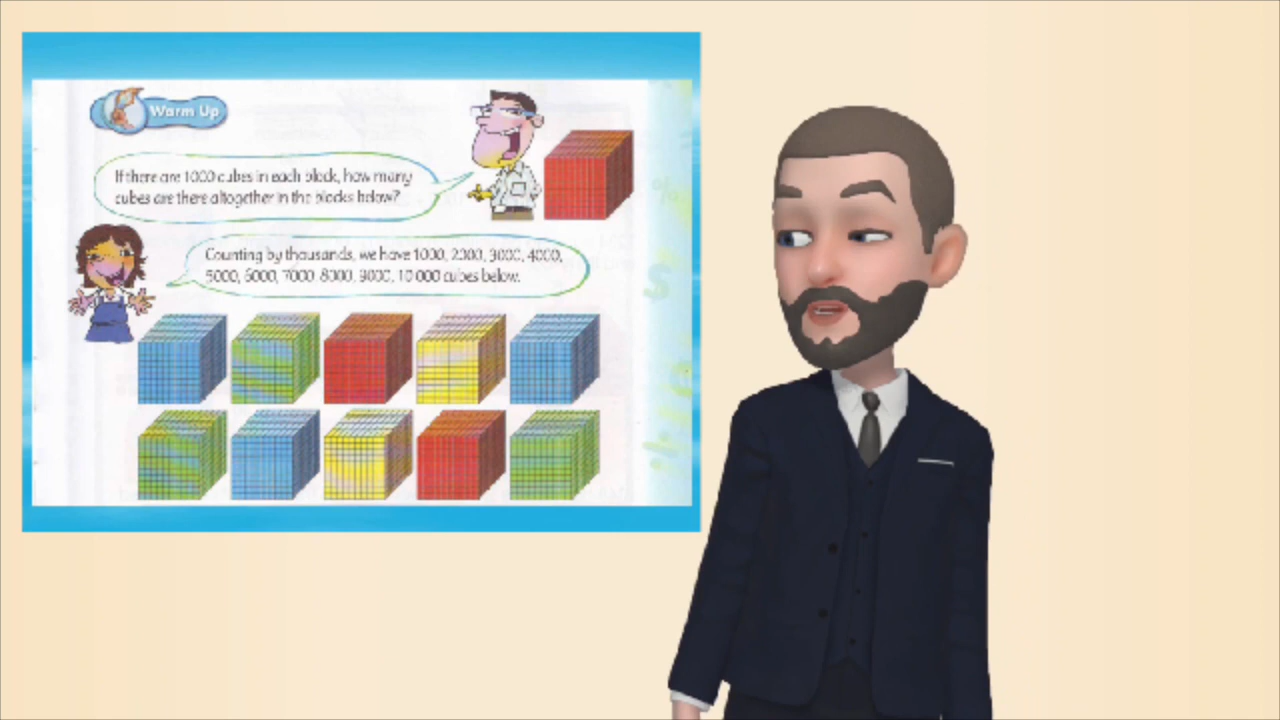 Warm Up
If there are 1000 cubes in each block, how many
cubes are there altogether in the blocks below?
Counting by thousands, we have 1000, 2000, 3000, 4000,
5000, 6000, 7000, 8000, 9000, 10 000 cubes below.